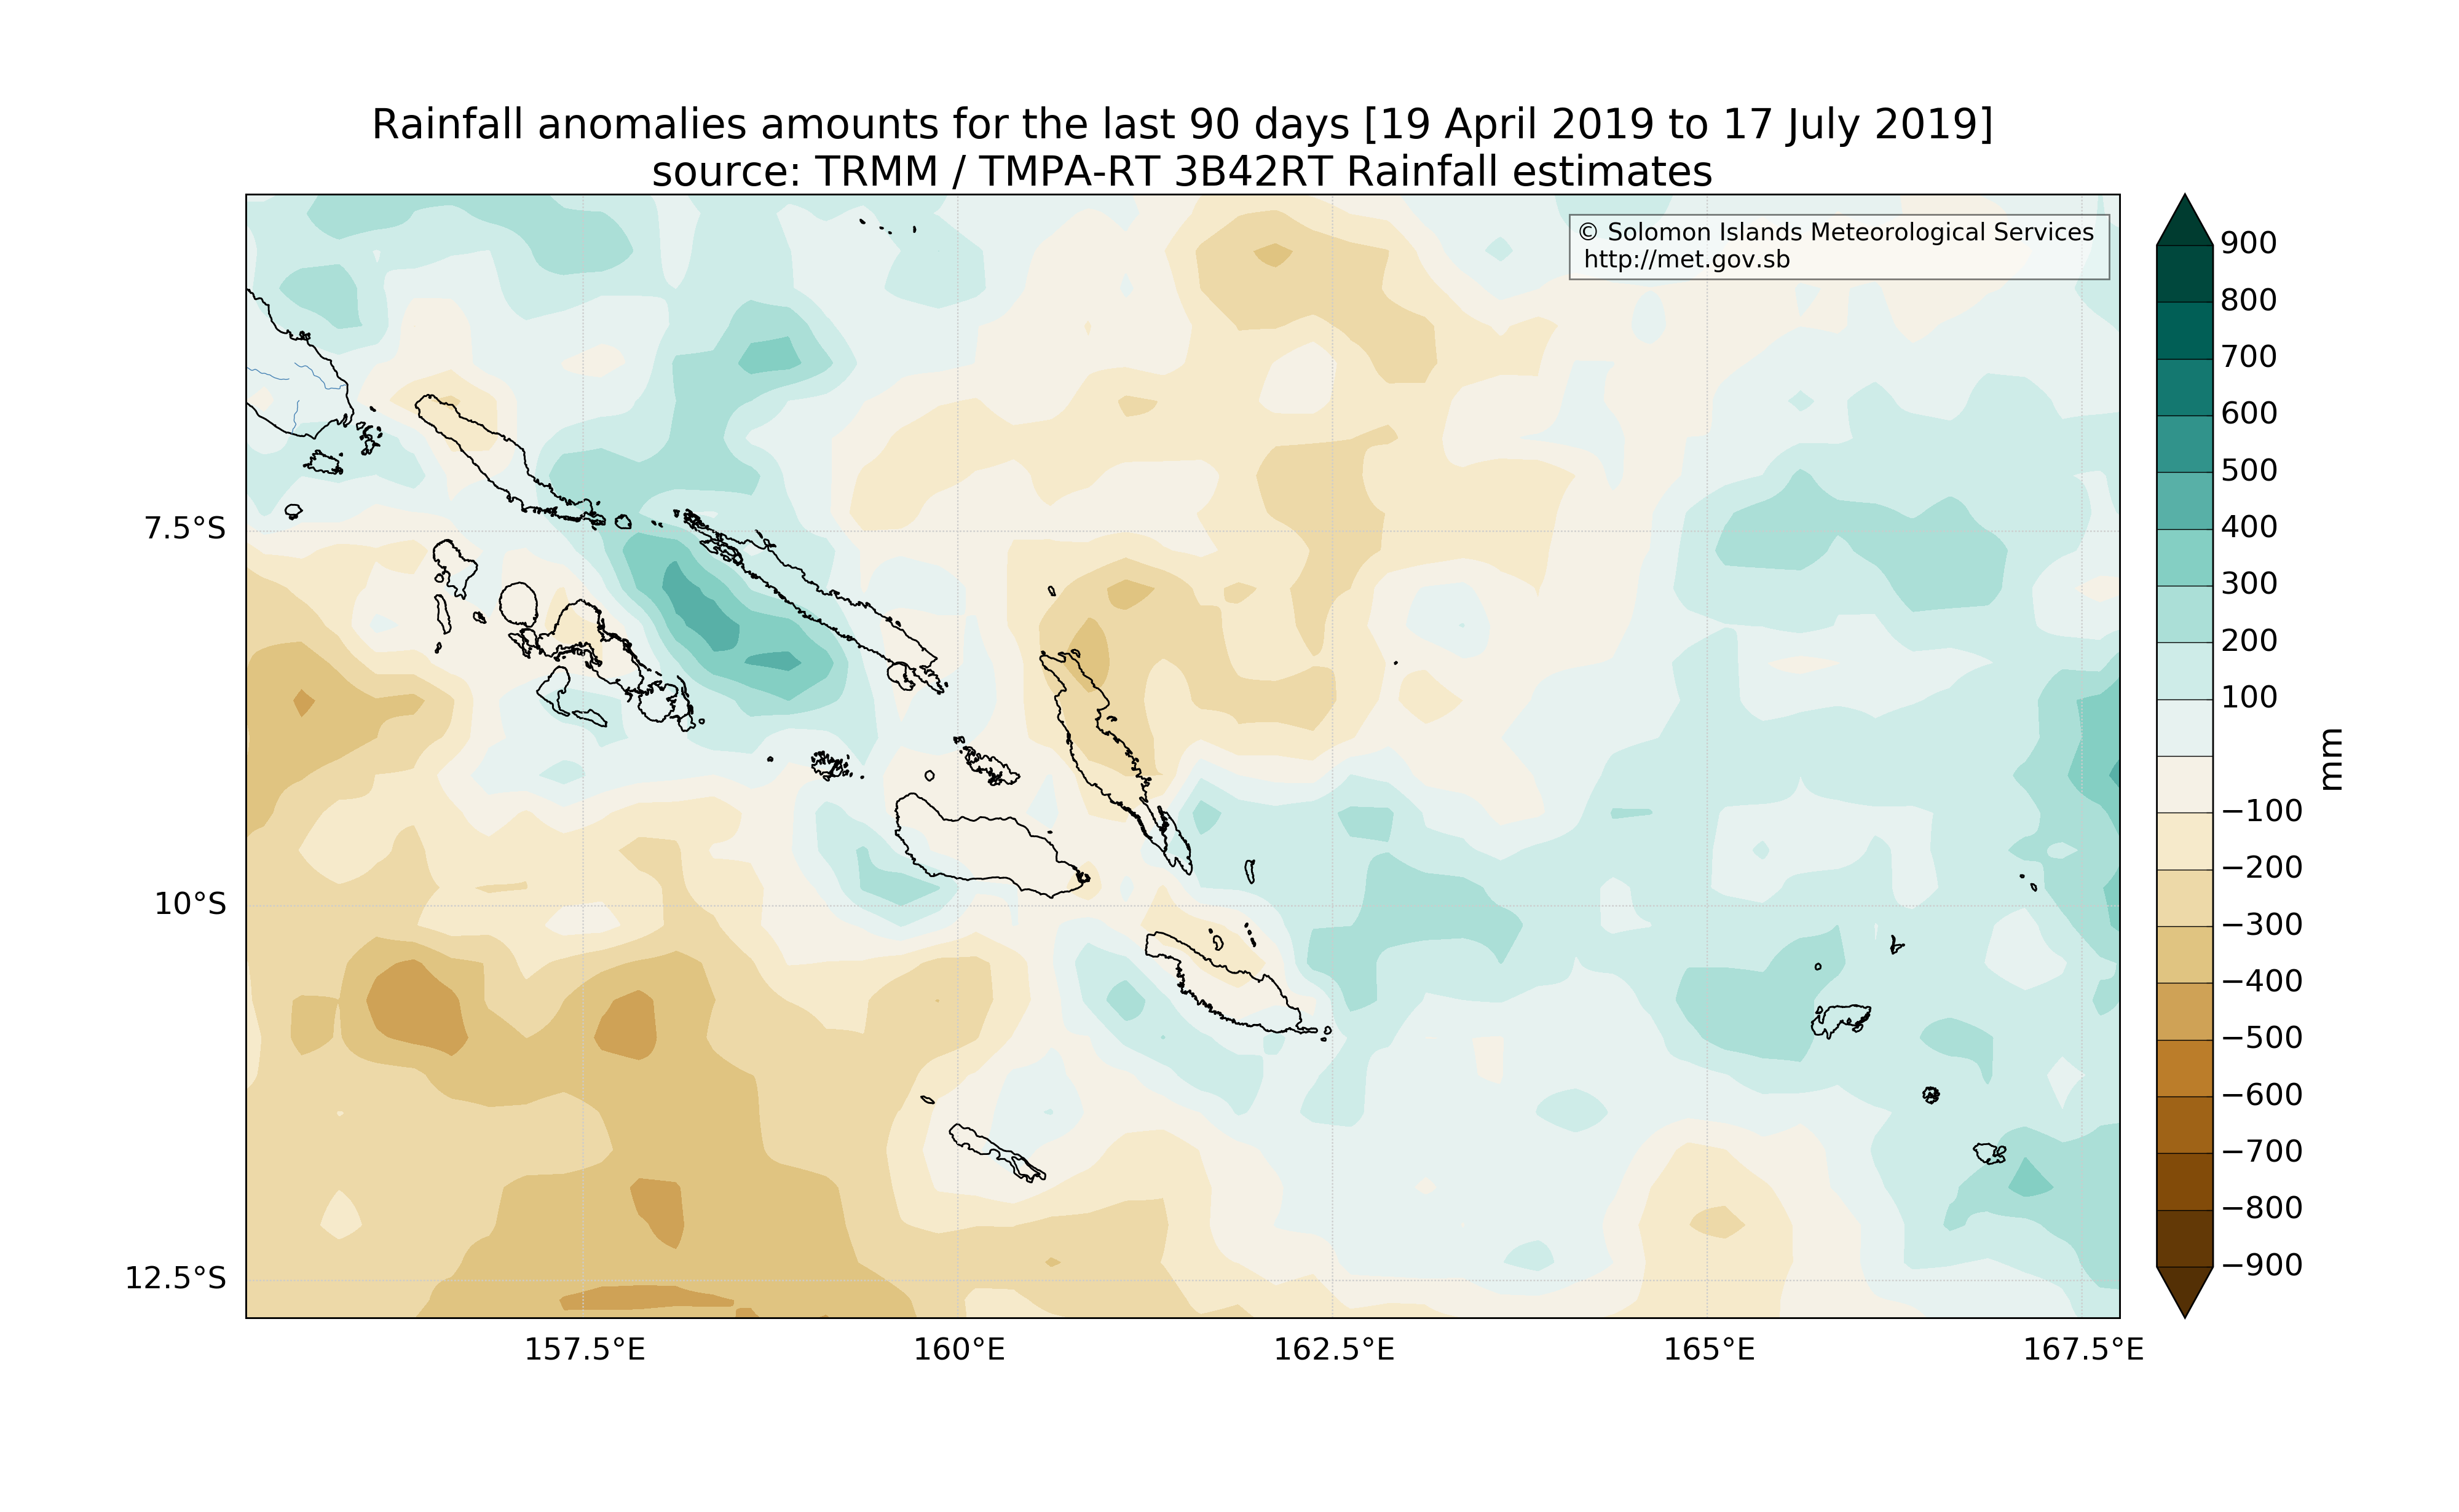 Rainfall anomalies amounts for the last 90 days [19 April 2019 to 17 July 2019]
source: TRMM / TMPA-RT 3B42RT Rainfall estimates
© Solomon Islands Meteorological Services
http://met.gov.sb
7.5°S
10°S
12.5°S
157.5°E
160°E
162.5°E
165°E
167.5°E
900
800
700
600
500
400
300
200
100
−100
−200
−300
−400
−500
−600
−700
−800
−900
mm